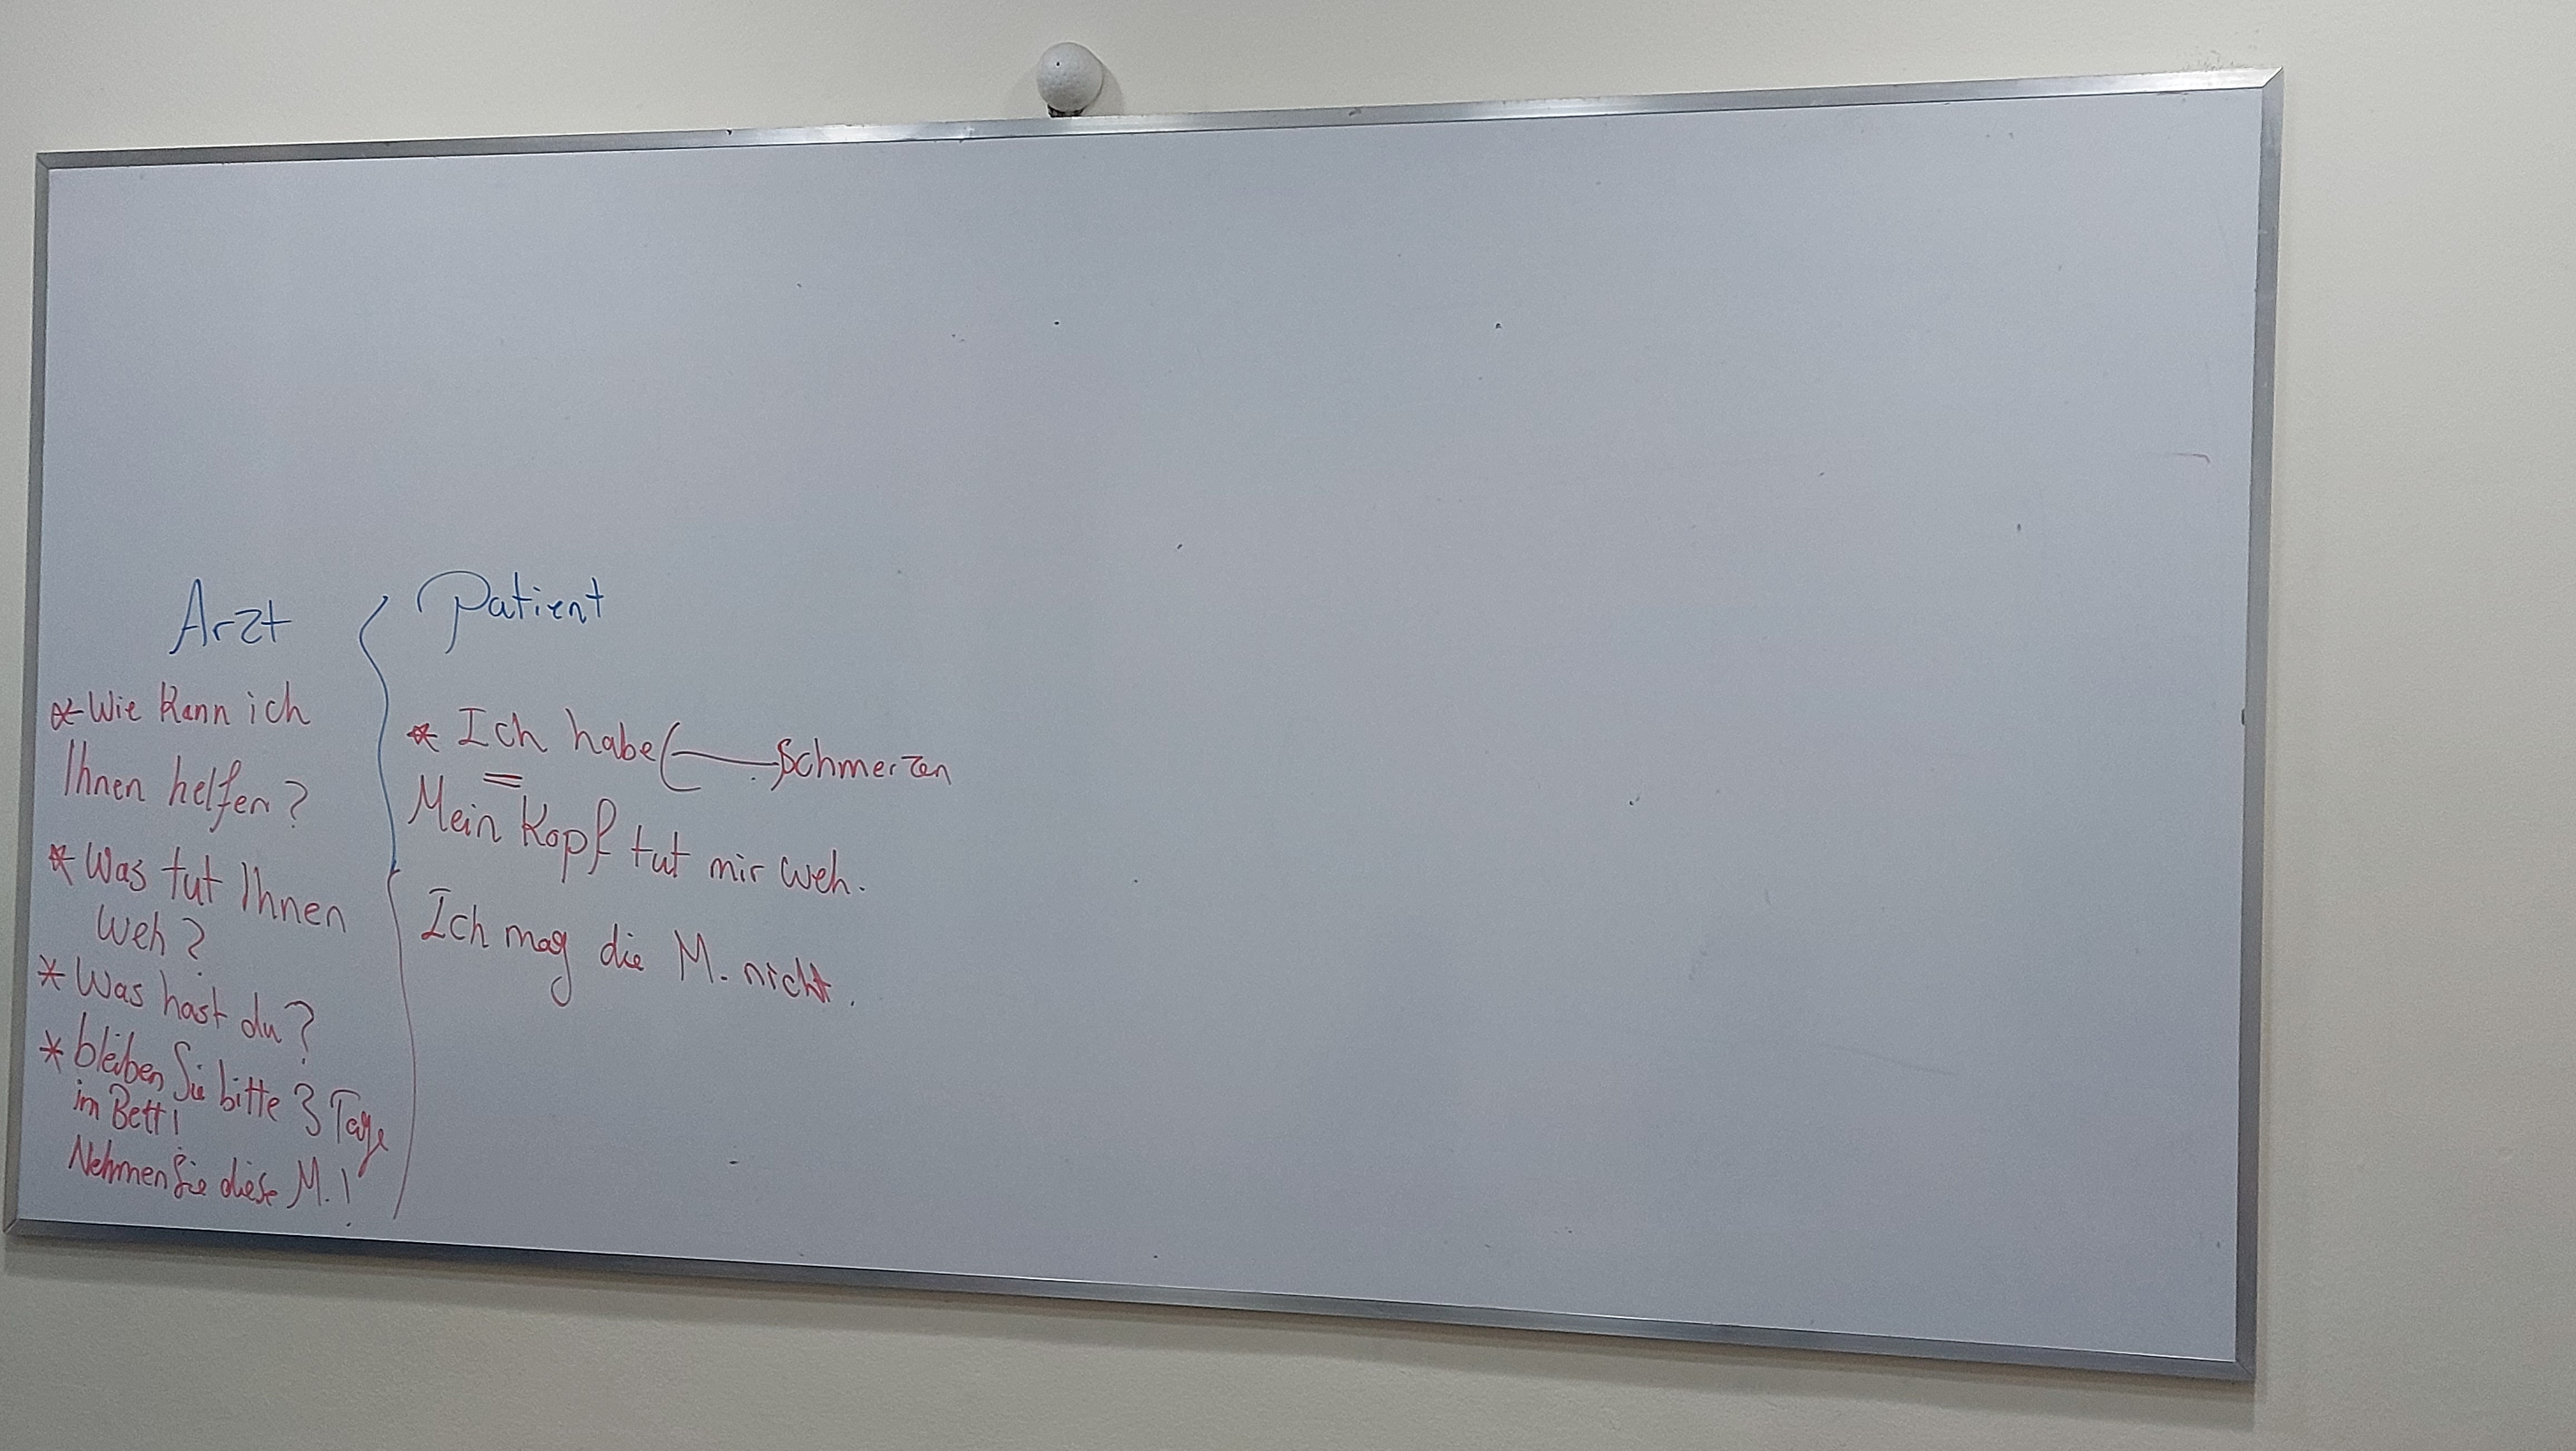 Arzt
* Wie kann ich
Ihnen helfen?
* Was tut Ihnen
weh?
* Was hast du?
* bleiben Sie bitte 3 Tage
im Bett!
Nehmen Sie diese M.!
Patient
* Ich habe (——)Schmerzen
=
Mein Kopf tut mir weh.
Ich mag die M. nicht.